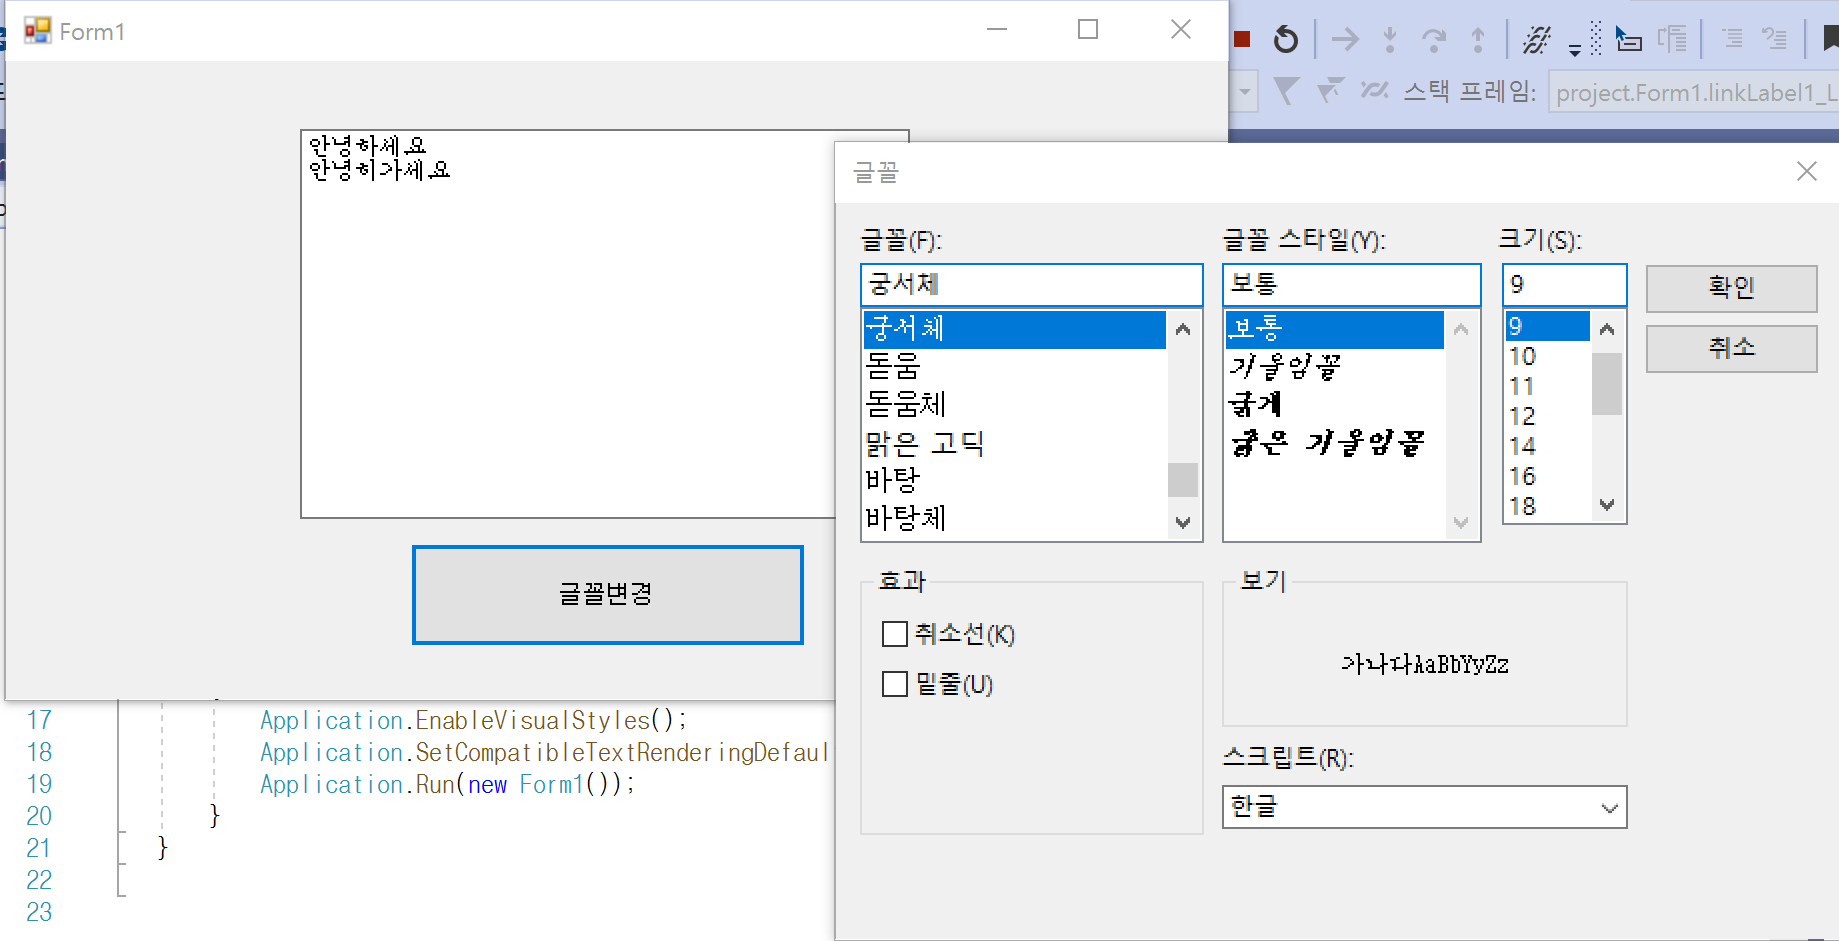 Form1
스택 프레임:
project.Form1.linkLabel1_L
안녕하세요
안녕히가세요
글꼴변경
글꼴
글꼴(F):
궁서체
궁서체
돋움
돋움체
맑은 고딕
바탕
바탕체
글꼴 스타일(Y):
보통
보통
기울임꼴
굵게
굵은 기울임꼴
크기(S):
9
9
10
11
12
14
16
18
확인
취소
효과
취소선(K)
밑줄(U)
보기
가나다AaBbYyZz
스크립트(R):
한글
17 Application.EnableVisualStyles();
18 Application.SetCompatibleTextRenderingDefaul
19 Application.Run(new Form1());
20 }
21 }
22
23